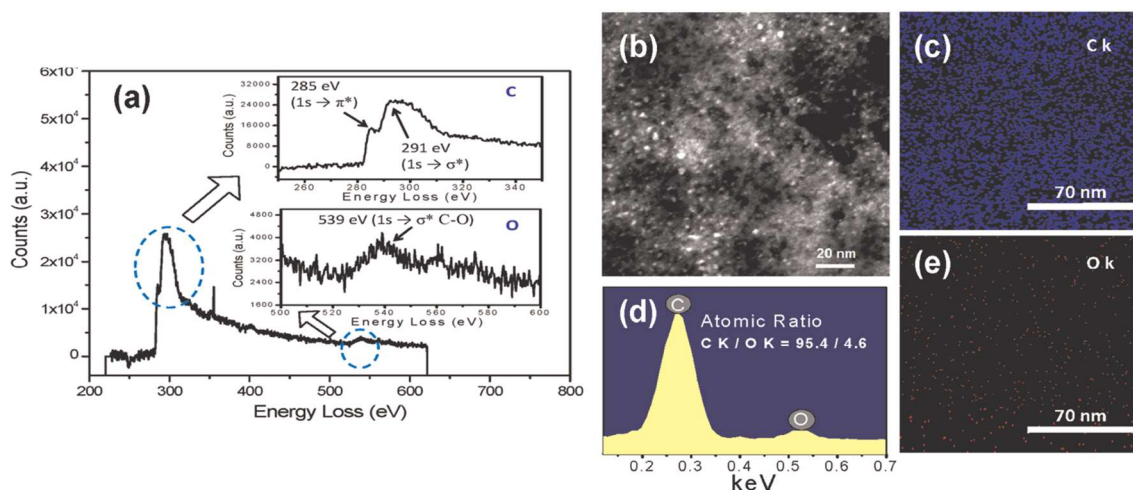 (a)
6x10
5x10⁴
4x10⁴
3x10⁴
2x10⁴
1x10⁴
0
Counts (a.u.)
200 300 400 500 600 700 800
Energy Loss (eV)
285 eV
(1s → π*)
C
32000
24000
16000
8000
0
Counts (a.u.)
291 eV
(1s → σ*)
260 280 300 320 340
Energy Loss (eV)
539 eV (1s → σ* C-O)
O
4800
4000
3200
2400
1600
Counts (a.u.)
500 520 540 560 580 600
Energy Loss (eV)
(b)
20 nm
(c)
C k
70 nm
(d)
C
Atomic Ratio
C K / O K = 95.4 / 4.6
O
0.2 0.3 0.4 0.5 0.6 0.7
keV
(e)
O k
70 nm